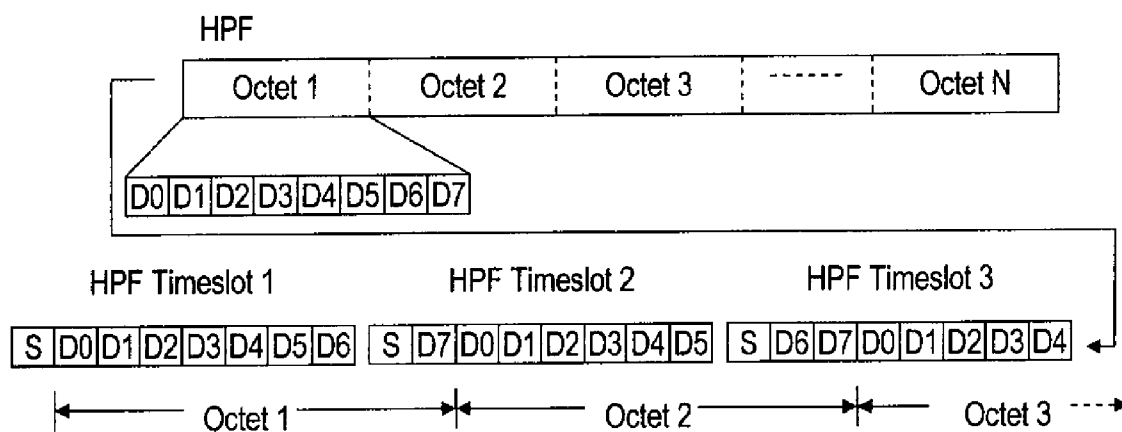 HPF
Octet 1 Octet 2 Octet 3 Octet N
D0 D1 D2 D3 D4 D5 D6 D7
HPF Timeslot 1 HPF Timeslot 2 HPF Timeslot 3
S D0 D1 D2 D3 D4 D5 D6 S D7 D0 D1 D2 D3 D4 D5 S D6 D7 D0 D1 D2 D3 D4
Octet 1 Octet 2 Octet 3